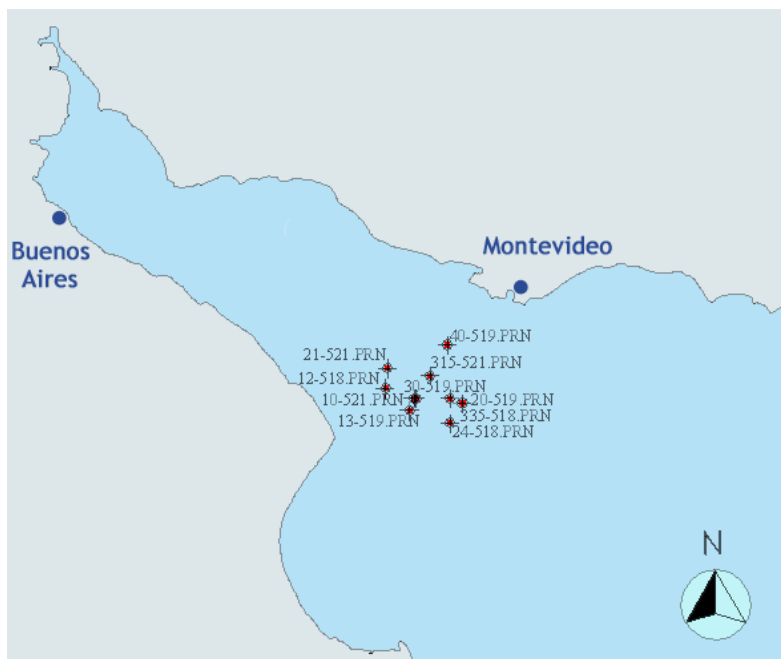 Buenos
Aires
Montevideo
40-519.PRN
21-521.PRN
315-521.PRN
12-518.PRN
30-519.PRN
10-521.PRN
20-519.PRN
13-519.PRN
335-518.PRN
24-518.PRN
N